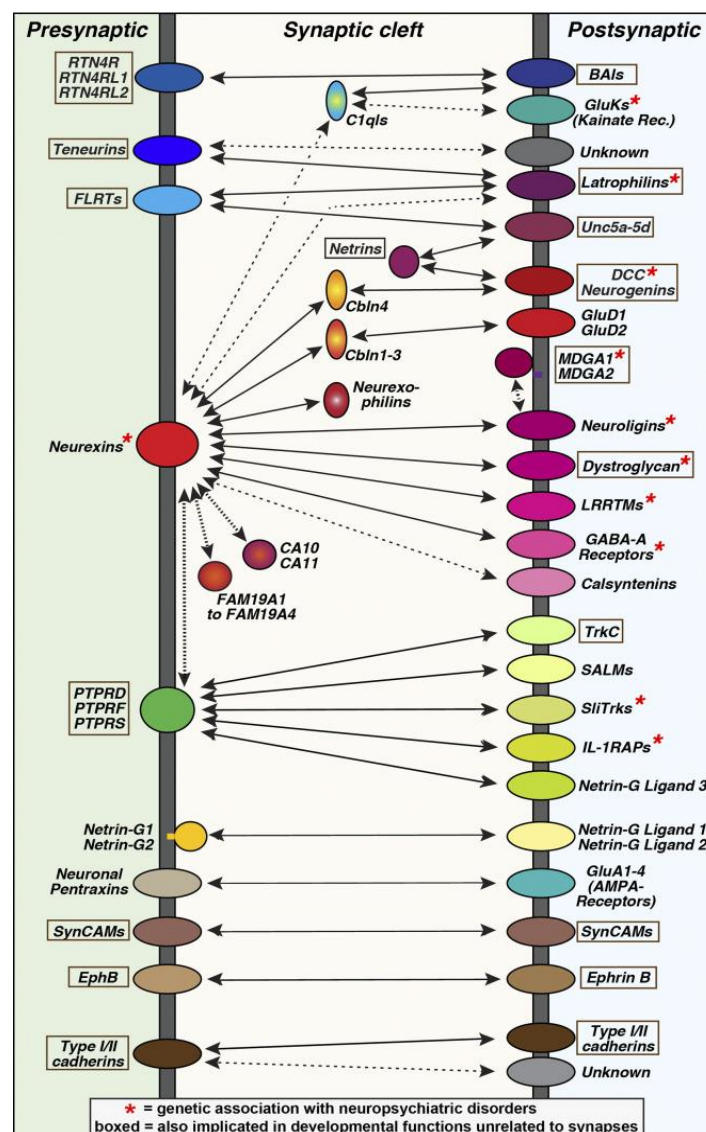 Presynaptic
Synaptic cleft
Postsynaptic
RTN4R
RTN4RL1
RTN4RL2
BAIs
C1qls
GluKs*
(Kainate Rec.)
Teneurins
Unknown
FLRTs
Latrophilins*
Unc5a-5d
Netrins
DCC*
Neurogenins
Cbln4
GluD1
GluD2
Cbln1-3
MDGA1*
MDGA2
Neurexo-
philins
Neurexins*
Neuroligins*
Dystroglycan*
LRRTMs*
CA10
CA11
GABA-A
Receptors*
FAM19A1
to FAM19A4
Calsyntenins
TrkC
SALMs
PTPRD
PTPRF
PTPRS
SliTrks*
IL-1RAPs*
Netrin-G Ligand 3
Netrin-G1
Netrin-G2
Netrin-G Ligand 1
Netrin-G Ligand 2
Neuronal
Pentraxins
GluA1-4
(AMPA-
Receptors)
SynCAMs
SynCAMs
EphB
Ephrin B
Type I/II
cadherins
Type I/II
cadherins
Unknown
* = genetic association with neuropsychiatric disorders
boxed = also implicated in developmental functions unrelated to synapses